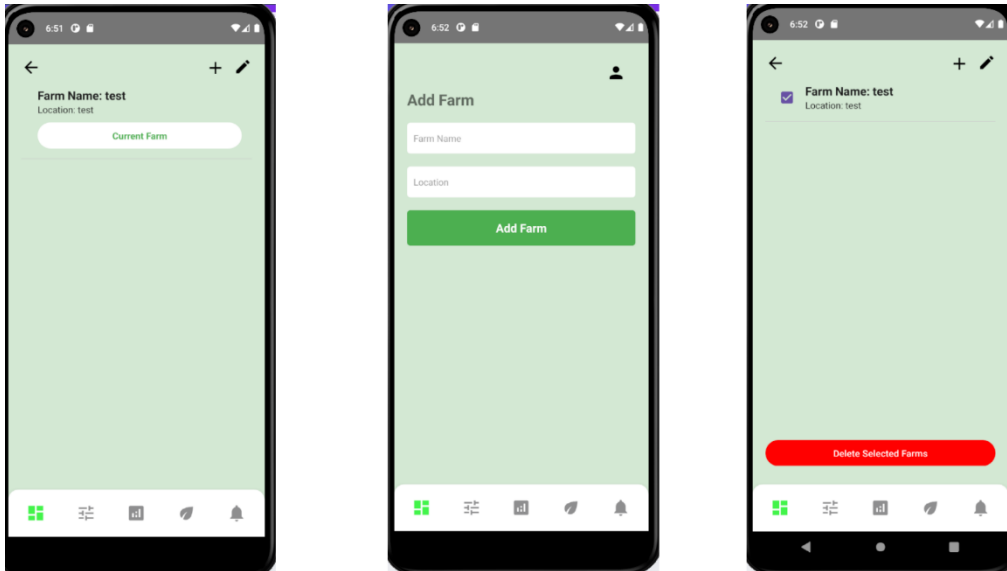 6:51
Farm Name: test
Location: test
Current Farm
6:52
Add Farm
Farm Name
Location
Add Farm
6:52
Farm Name: test
Location: test
Delete Selected Farms